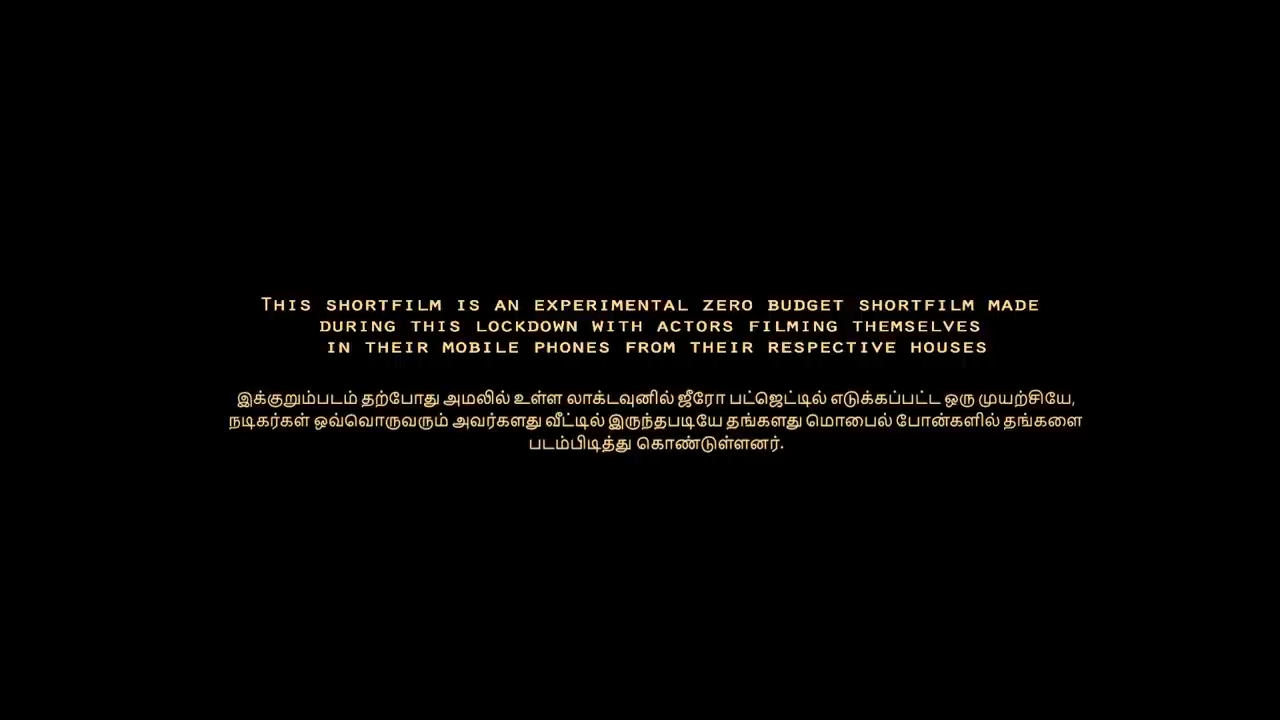 This shortfilm is an experimental zero budget shortfilm made
during this lockdown with actors filming themselves
in their mobile phones from their respective houses
இக்குறும்படம் தற்போது அமலில் உள்ள லாக்டவுனில் ஜீரோ பட்ஜெட்டில் எடுக்கப்பட்ட ஒரு முயற்சியே,
நடிகர்கள் ஒவ்வொருவரும் அவர்களது வீட்டில் இருந்தபடியே தங்களது மொபைல் போன்களில் தங்களை
படம்பிடித்து கொண்டுள்ளனர்.